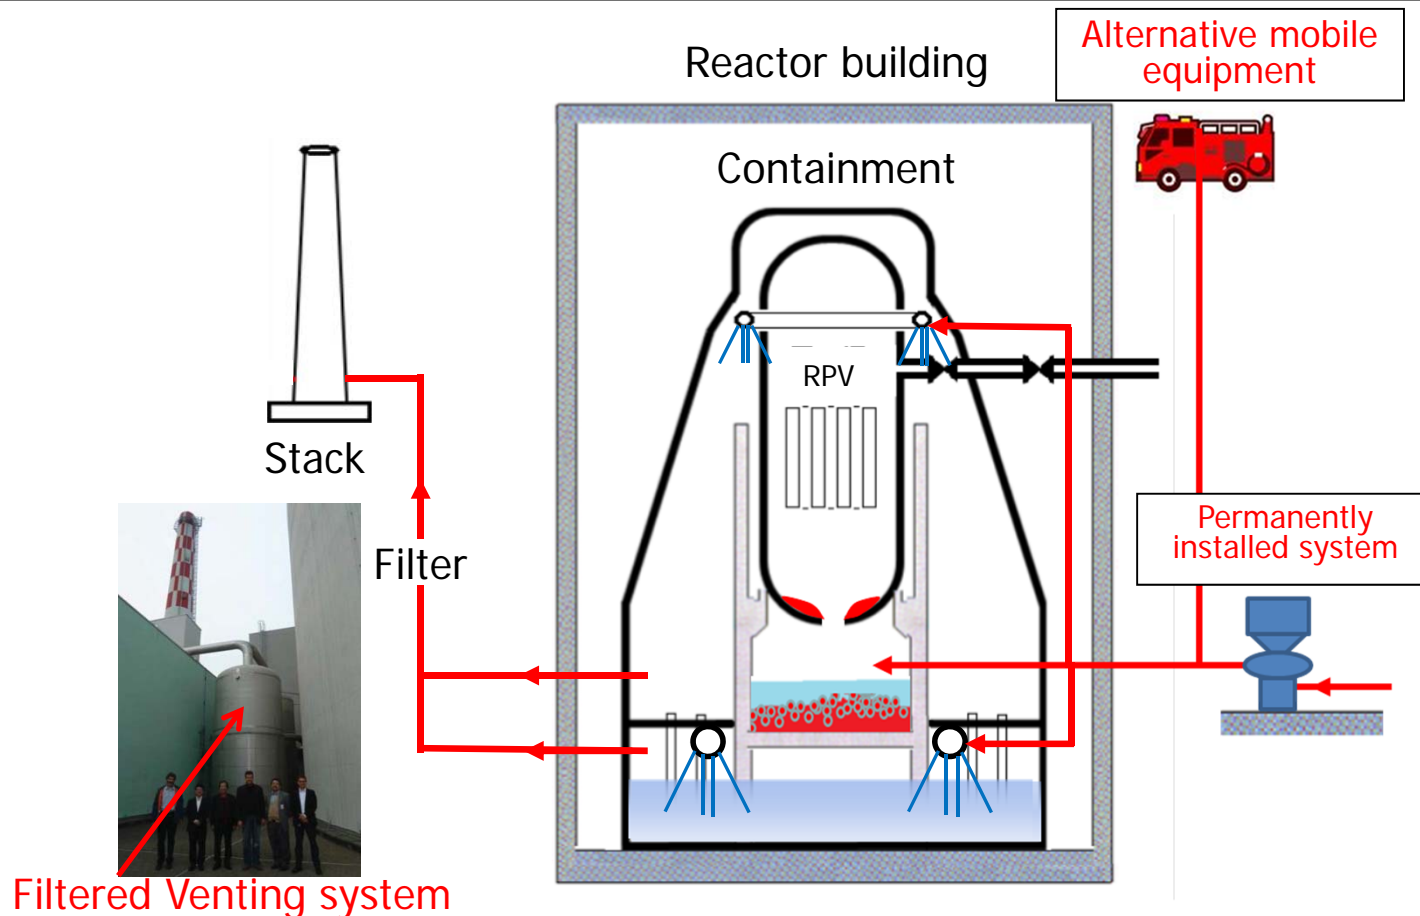 Alternative mobile
equipment
Reactor building
Containment
RPV
Stack
Permanently
installed system
Filter
Filtered Venting system